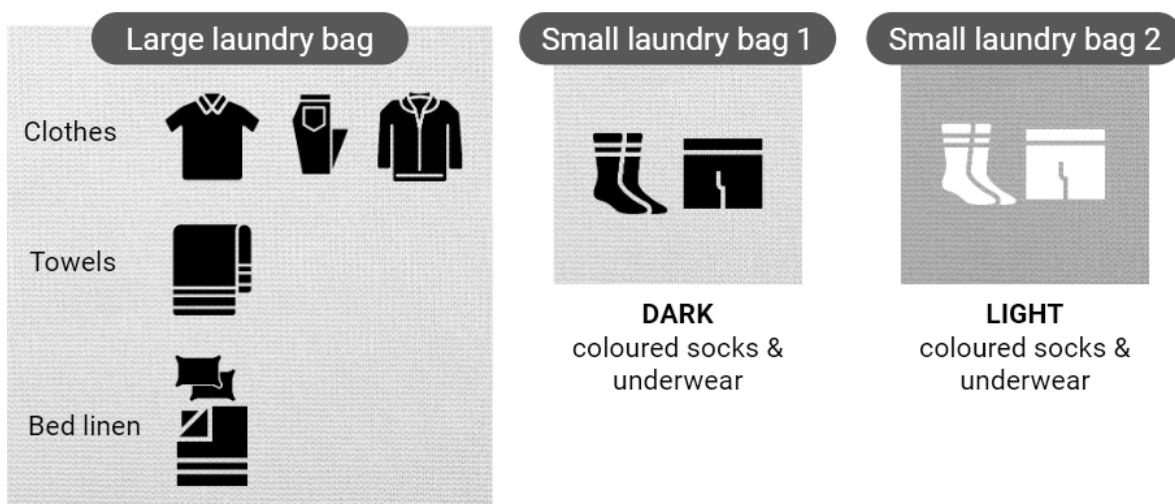 Large laundry bag
Clothes
Towels
Bed linen
Small laundry bag 1
DARK
coloured socks &
underwear
Small laundry bag 2
LIGHT
coloured socks &
underwear